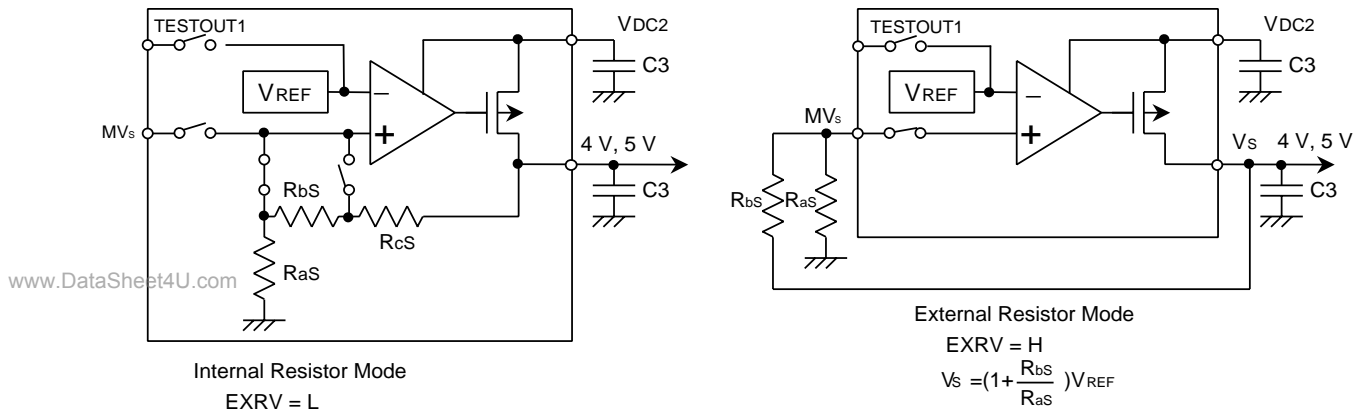 TESTOUT1
VDC2
C3
VREF
−
+
MVS
4 V, 5 V
C3
RbS
RcS
RaS
www.DataSheet4U.com
Internal Resistor Mode
EXRV = L
TESTOUT1
VDC2
C3
VREF
−
+
MVS
VS 4 V, 5 V
C3
RbS RaS
External Resistor Mode
EXRV = H
VS =(1+ RbS / RaS )VREF